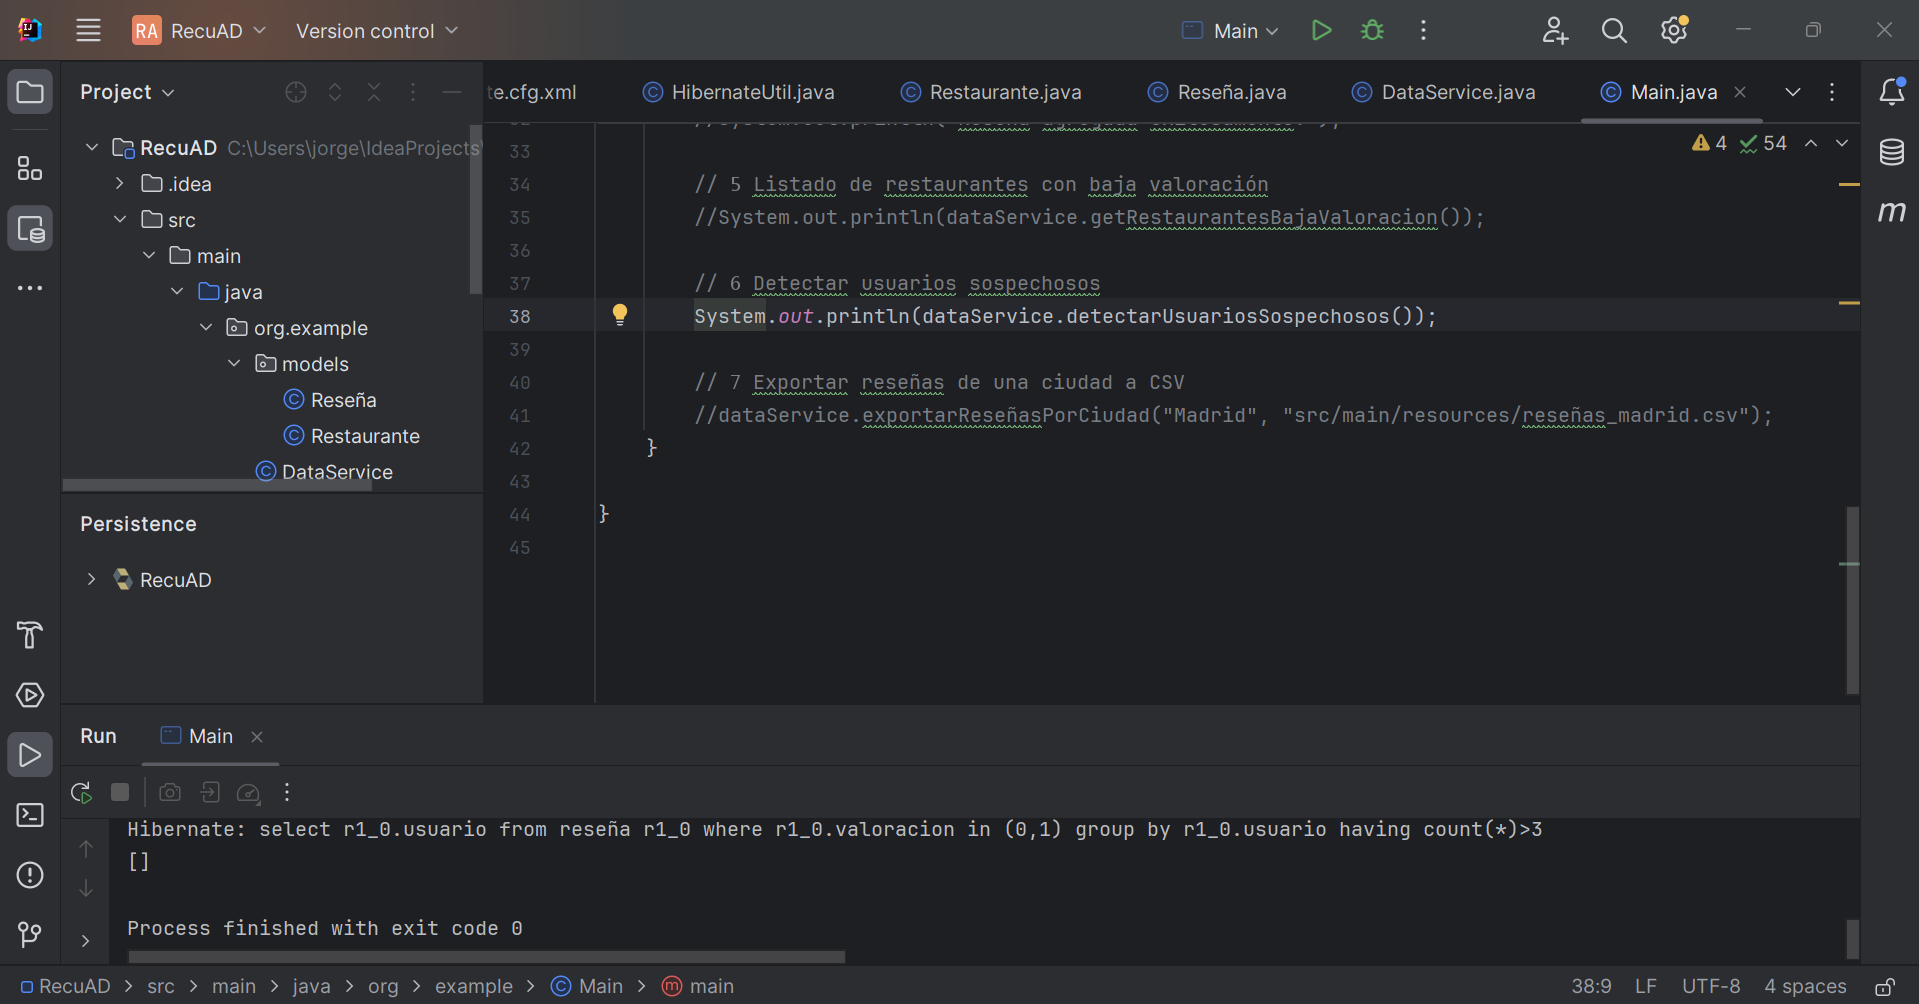 RA RecuAD
Version control
Main
Project
te.cfg.xml
HibernateUtil.java
Restaurante.java
Reseña.java
DataService.java
Main.java
RecuAD C:\Users\jorge\IdeaProjects\
.idea
src
main
java
org.example
models
Reseña
Restaurante
DataService
Persistence
RecuAD
4 54
33
34 // 5 Listado de restaurantes con baja valoración
35 //System.out.println(dataService.getRestaurantesBajaValoracion());
36
37 // 6 Detectar usuarios sospechosos
38 System.out.println(dataService.detectarUsuariosSospechosos());
39
40 // 7 Exportar reseñas de una ciudad a CSV
41 //dataService.exportarReseñasPorCiudad("Madrid", "src/main/resources/reseñas_madrid.csv");
42 }
43
44 }
45
Run Main
Hibernate: select r1_0.usuario from reseña r1_0 where r1_0.valoracion in (0,1) group by r1_0.usuario having count(*)>3
[]
Process finished with exit code 0
RecuAD > src > main > java > org > example > Main > main
38:9 LF UTF-8 4 spaces